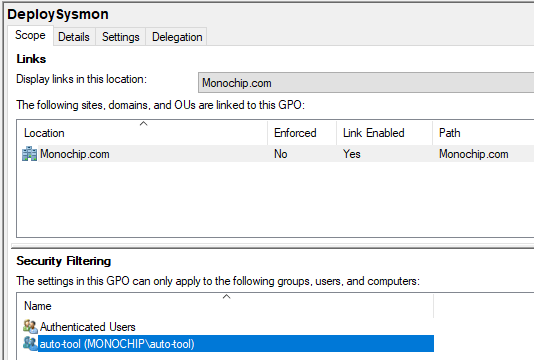 DeploySysmon
Scope Details Settings Delegation
Links
Display links in this location: Monochip.com
The following sites, domains, and OUs are linked to this GPO:
Location Enforced Link Enabled Path
Monochip.com No Yes Monochip.com
Security Filtering
The settings in this GPO can only apply to the following groups, users, and computers:
Name
Authenticated Users
auto-tool (MONOCHIP\auto-tool)